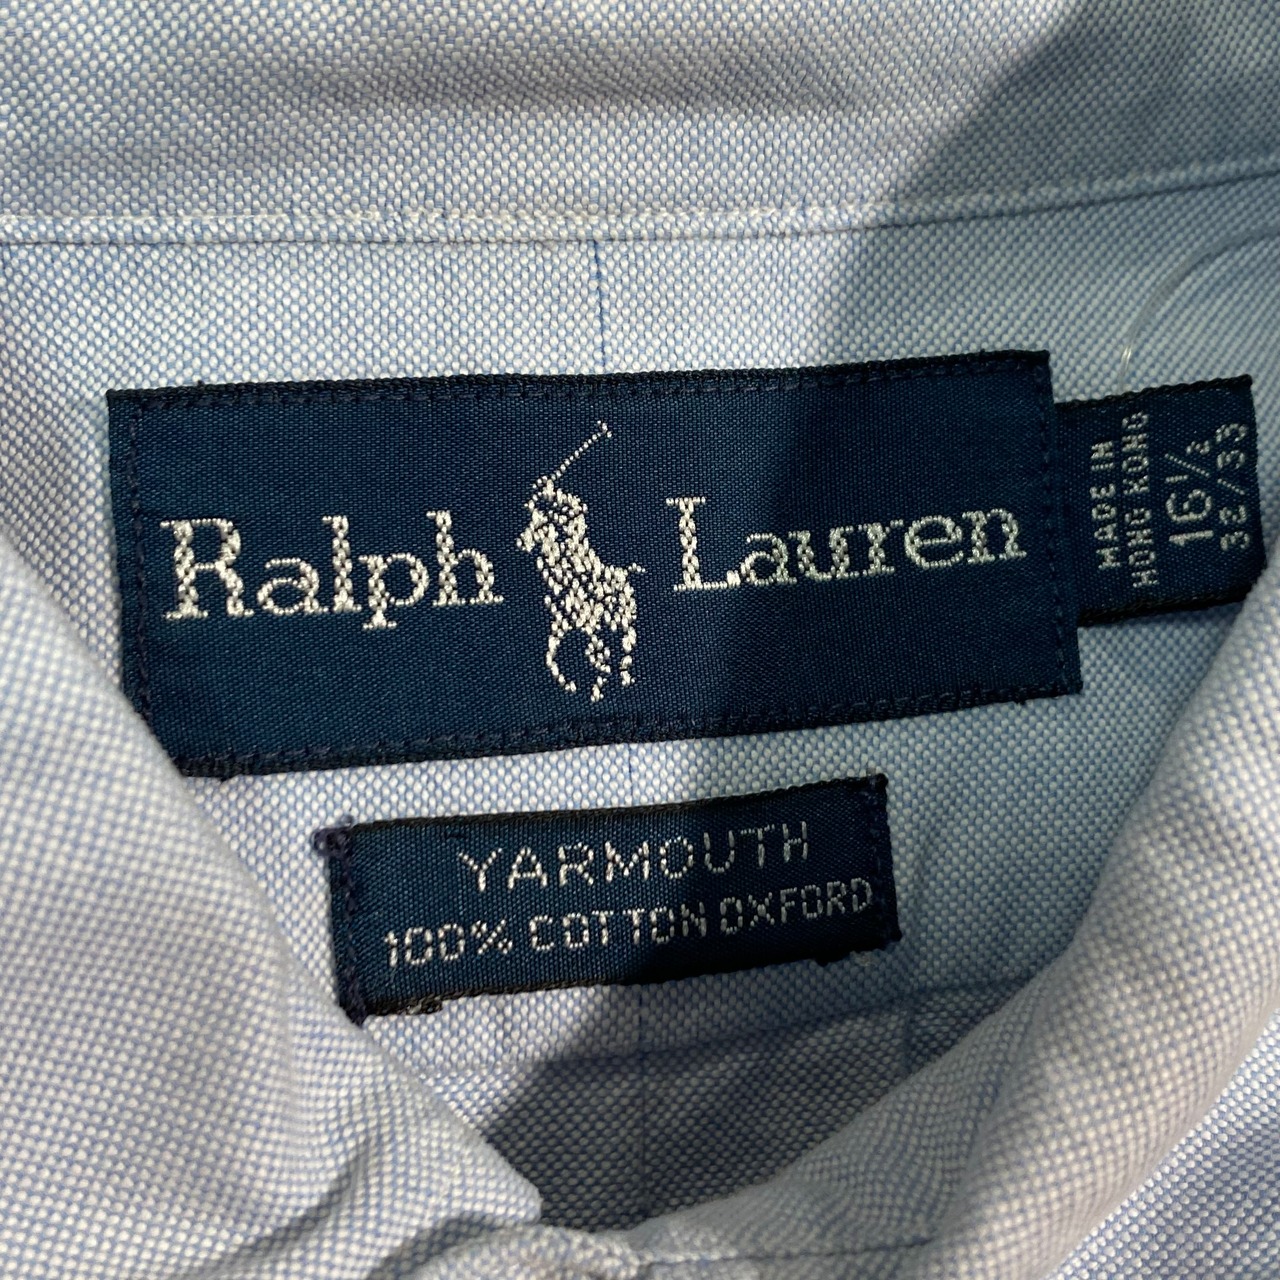 Ralph Lauren
MADE IN
HONG KONG
16½
32/33
YARMOUTH
100% COTTON OXFORD